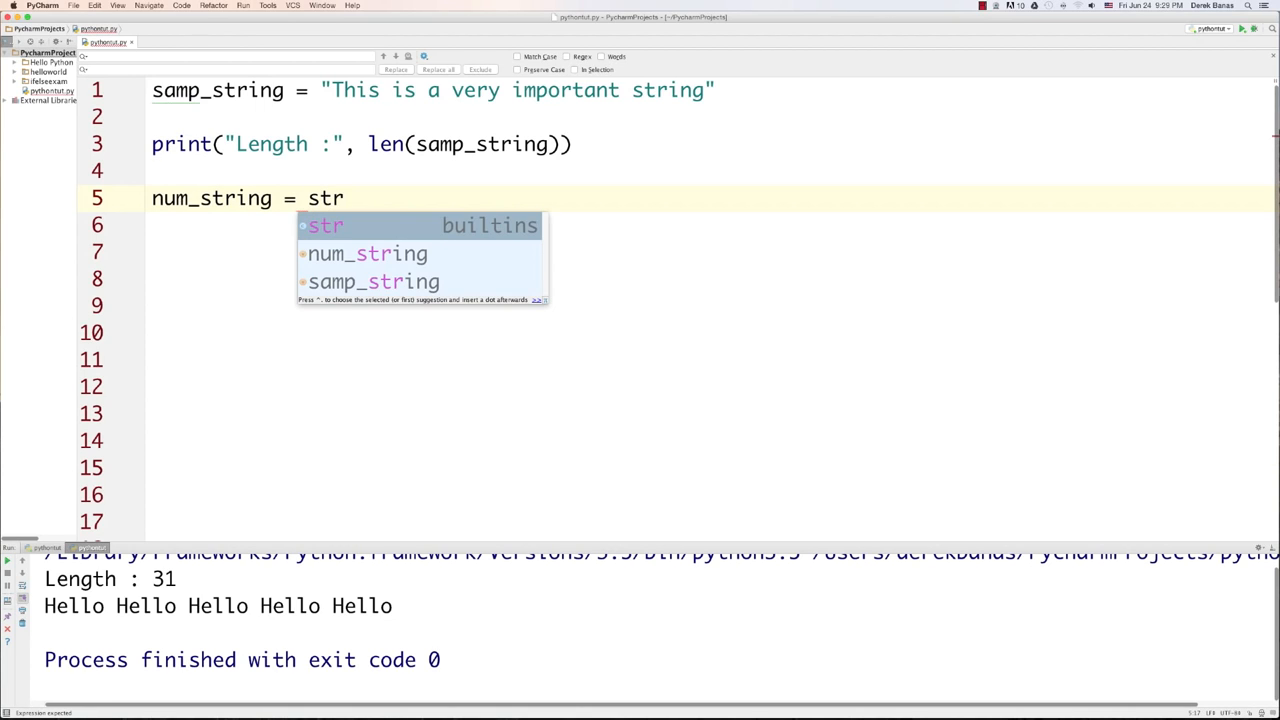 PyCharm File Edit View Navigate Code Refactor Run Tools VCS Window Help 10 Fri Jun 24 9:29 PM Derek Banas
pythontut.py - PycharmProjects - [~/PycharmProjects]
PycharmProjects pythontut.py pythontut
pythontut.py
PycharmProject
Hello Python
helloworld
ifelseexam
pythontut.py
External Librarie
Match Case Regex Words
Replace Replace all Exclude Preserve Case In Selection
1 samp_string = "This is a very important string"
2
3 print("Length :", len(samp_string))
4
5 num_string = str
6 str builtins
7 num_string
8 samp_string
Press ^. to choose the selected (or first) suggestion and insert a dot afterwards >>
9
10
11
12
13
14
15
16
17
Run: pythontut pythontut
/Library/Frameworks/Python.framework/Versions/3.5/bin/python3.5 /Users/derekbanas/PycharmProjects/pytho
Length : 31
Hello Hello Hello Hello Hello
Process finished with exit code 0
Expression expected 5:17 LF UTF-8